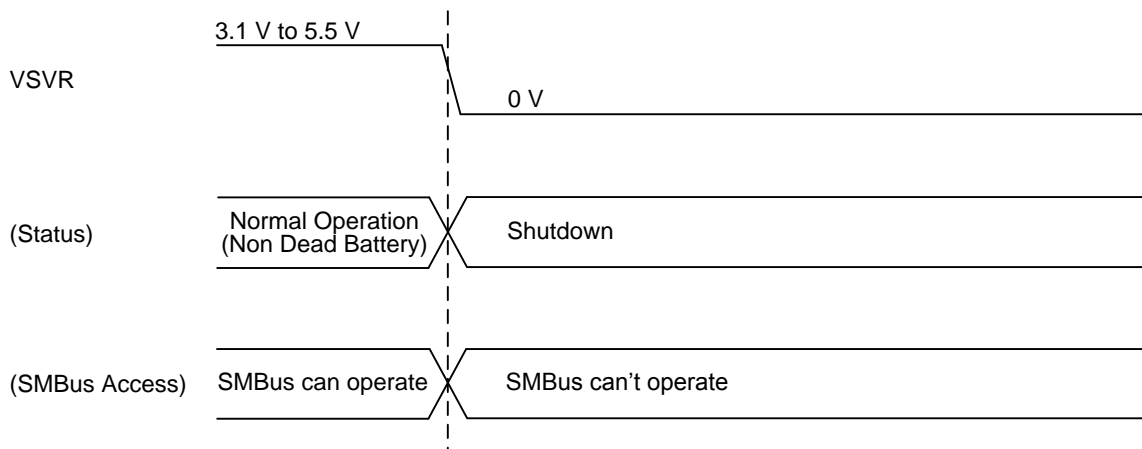 3.1 V to 5.5 V
VSVR
0 V
Normal Operation
(Non Dead Battery)
(Status)
Shutdown
(SMBus Access)
SMBus can operate
SMBus can't operate